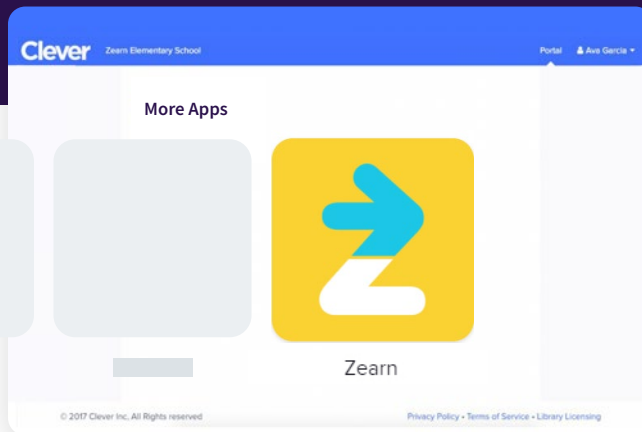 Clever Zearn Elementary School Portal Ava Garcia
More Apps
Zearn
© 2017 Clever Inc. All Rights reserved Privacy Policy • Terms of Service • Library Licensing